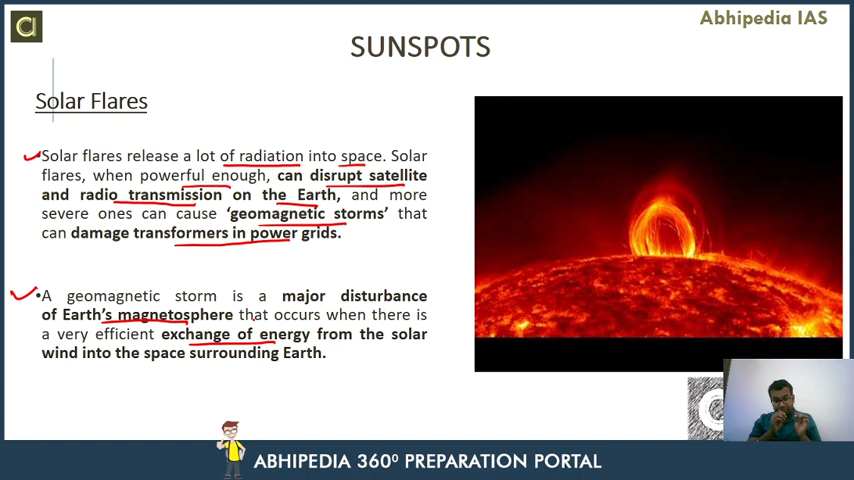 Abhipedia IAS
SUNSPOTS
Solar Flares
Solar flares release a lot of radiation into space. Solar
flares, when powerful enough, can disrupt satellite
and radio transmission on the Earth, and more
severe ones can cause ‘geomagnetic storms’ that
can damage transformers in power grids.
•A geomagnetic storm is a major disturbance
of Earth’s magnetosphere that occurs when there is
a very efficient exchange of energy from the solar
wind into the space surrounding Earth.
ABHIPEDIA 360⁰ PREPARATION PORTAL